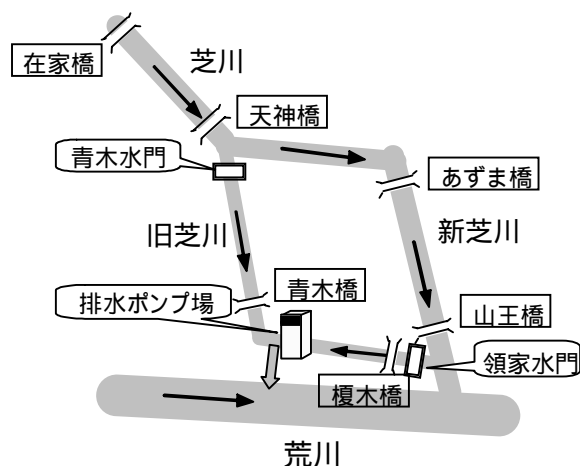 在家橋
芝川
天神橋
青木水門
あずま橋
旧芝川
新芝川
青木橋
排水ポンプ場
山王橋
領家水門
榎木橋
荒川